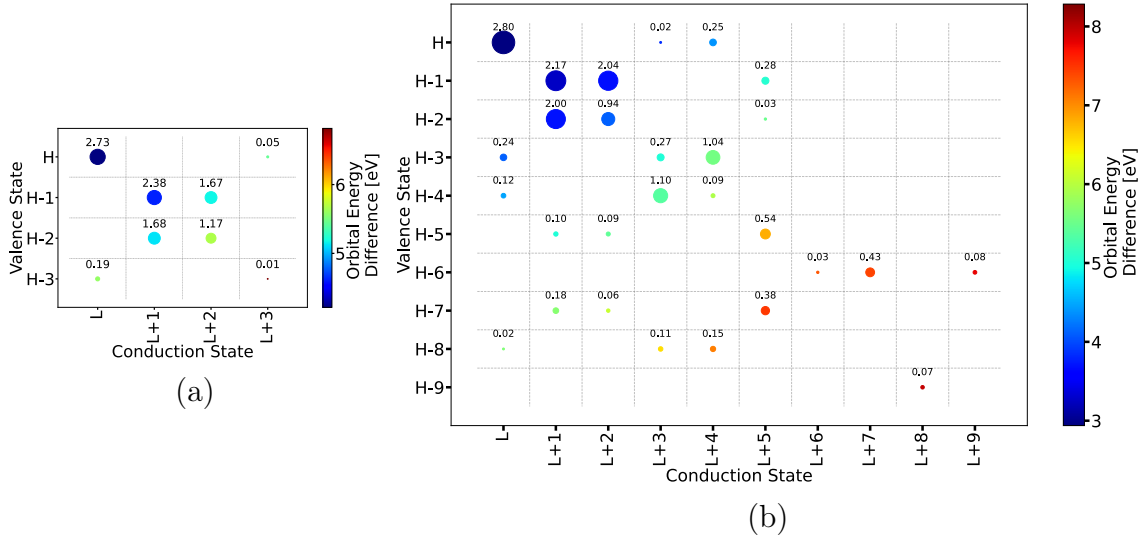 H
H-1
H-2
H-3
Valence State
2.73
0.05
2.38
1.67
1.68
1.17
0.19
0.01
L
L+1
L+2
L+3
Conduction State
6
5
Orbital Energy
Difference [eV]
(a)
H
H-1
H-2
H-3
H-4
H-5
H-6
H-7
H-8
H-9
Valence State
2.80
0.02
0.25
2.17
2.04
0.28
2.00
0.94
0.03
0.24
0.27
1.04
0.12
1.10
0.09
0.10
0.09
0.54
0.03
0.43
0.08
0.18
0.06
0.38
0.02
0.11
0.15
0.07
L
L+1
L+2
L+3
L+4
L+5
L+6
L+7
L+8
L+9
Conduction State
8
7
6
5
4
3
Orbital Energy
Difference [eV]
(b)